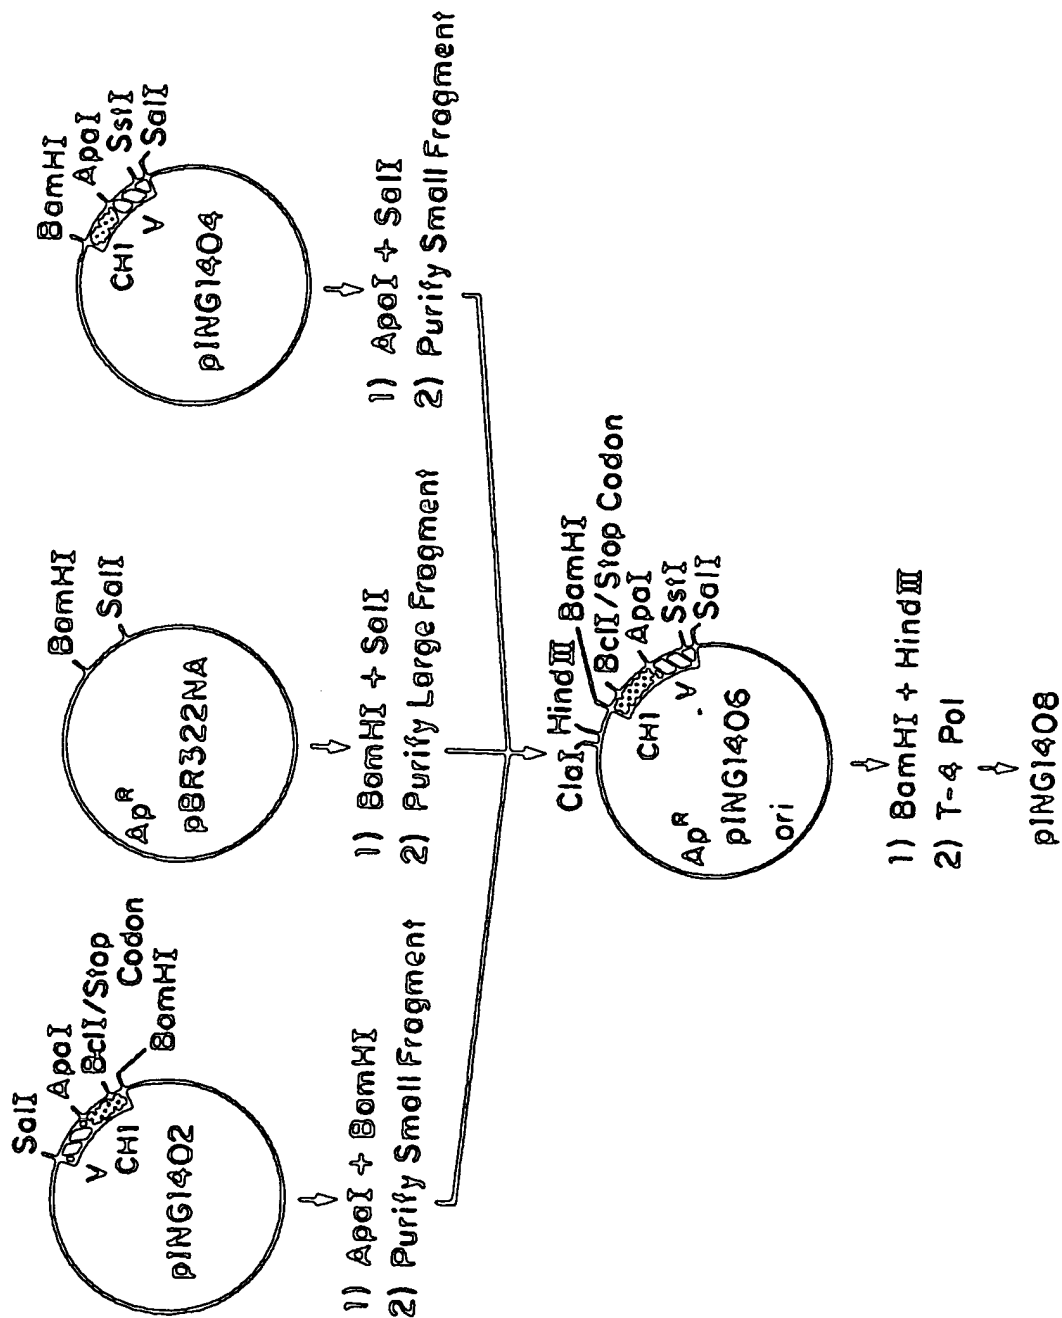 SalI
ApaI
BclI/Stop
Codon
BamHI
V
CH1
pING1402
1) ApaI + BamHI
2) Purify Small Fragment
BamHI
SalI
ApR
pBR322NA
1) BamHI + SalI
2) Purify Large Fragment
BamHI
ApaI
SstI
SalI
CH1
V
pING1404
1) ApaI + SalI
2) Purify Small Fragment
ClaI
HindIII
BamHI
BclI/Stop Codon
ApaI
SstI
SalI
CH1
V
ApR
pING1406
ori
1) BamHI + HindIII
2) T-4 Pol
pING1408